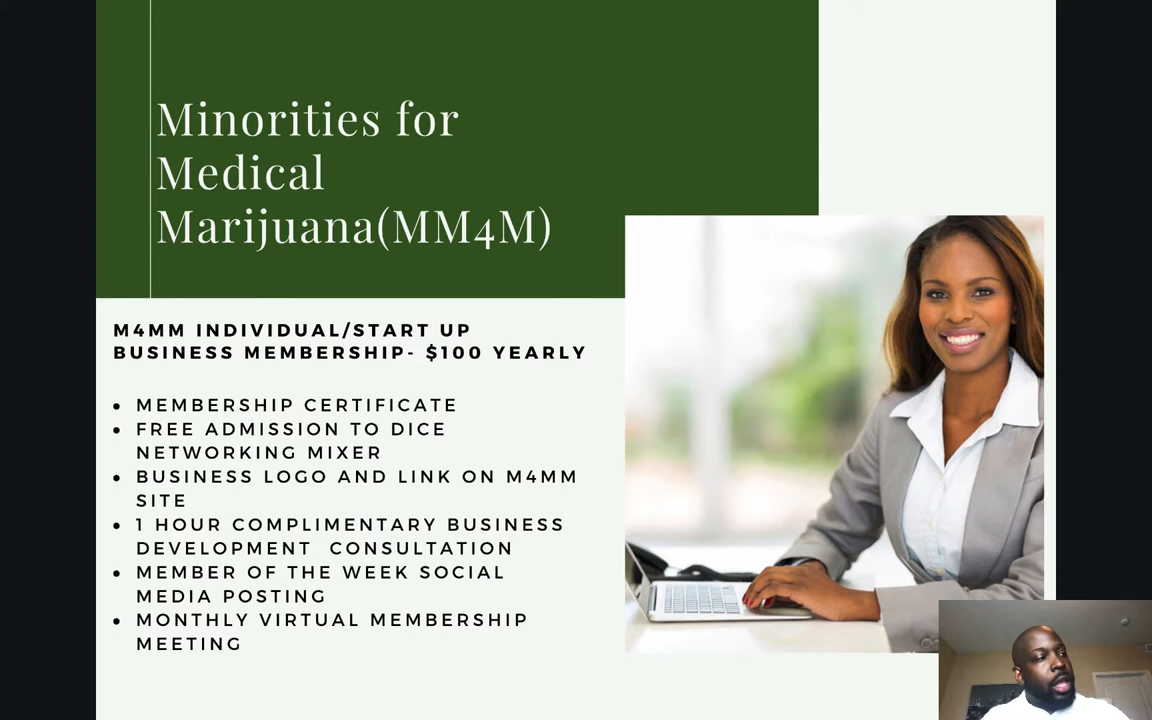 Minorities for
Medical
Marijuana(MM4M)
M4MM INDIVIDUAL/START UP
BUSINESS MEMBERSHIP- $100 YEARLY
• MEMBERSHIP CERTIFICATE
• FREE ADMISSION TO DICE
NETWORKING MIXER
• BUSINESS LOGO AND LINK ON M4MM
SITE
• 1 HOUR COMPLIMENTARY BUSINESS
DEVELOPMENT  CONSULTATION
• MEMBER OF THE WEEK SOCIAL
MEDIA POSTING
• MONTHLY VIRTUAL MEMBERSHIP
MEETING